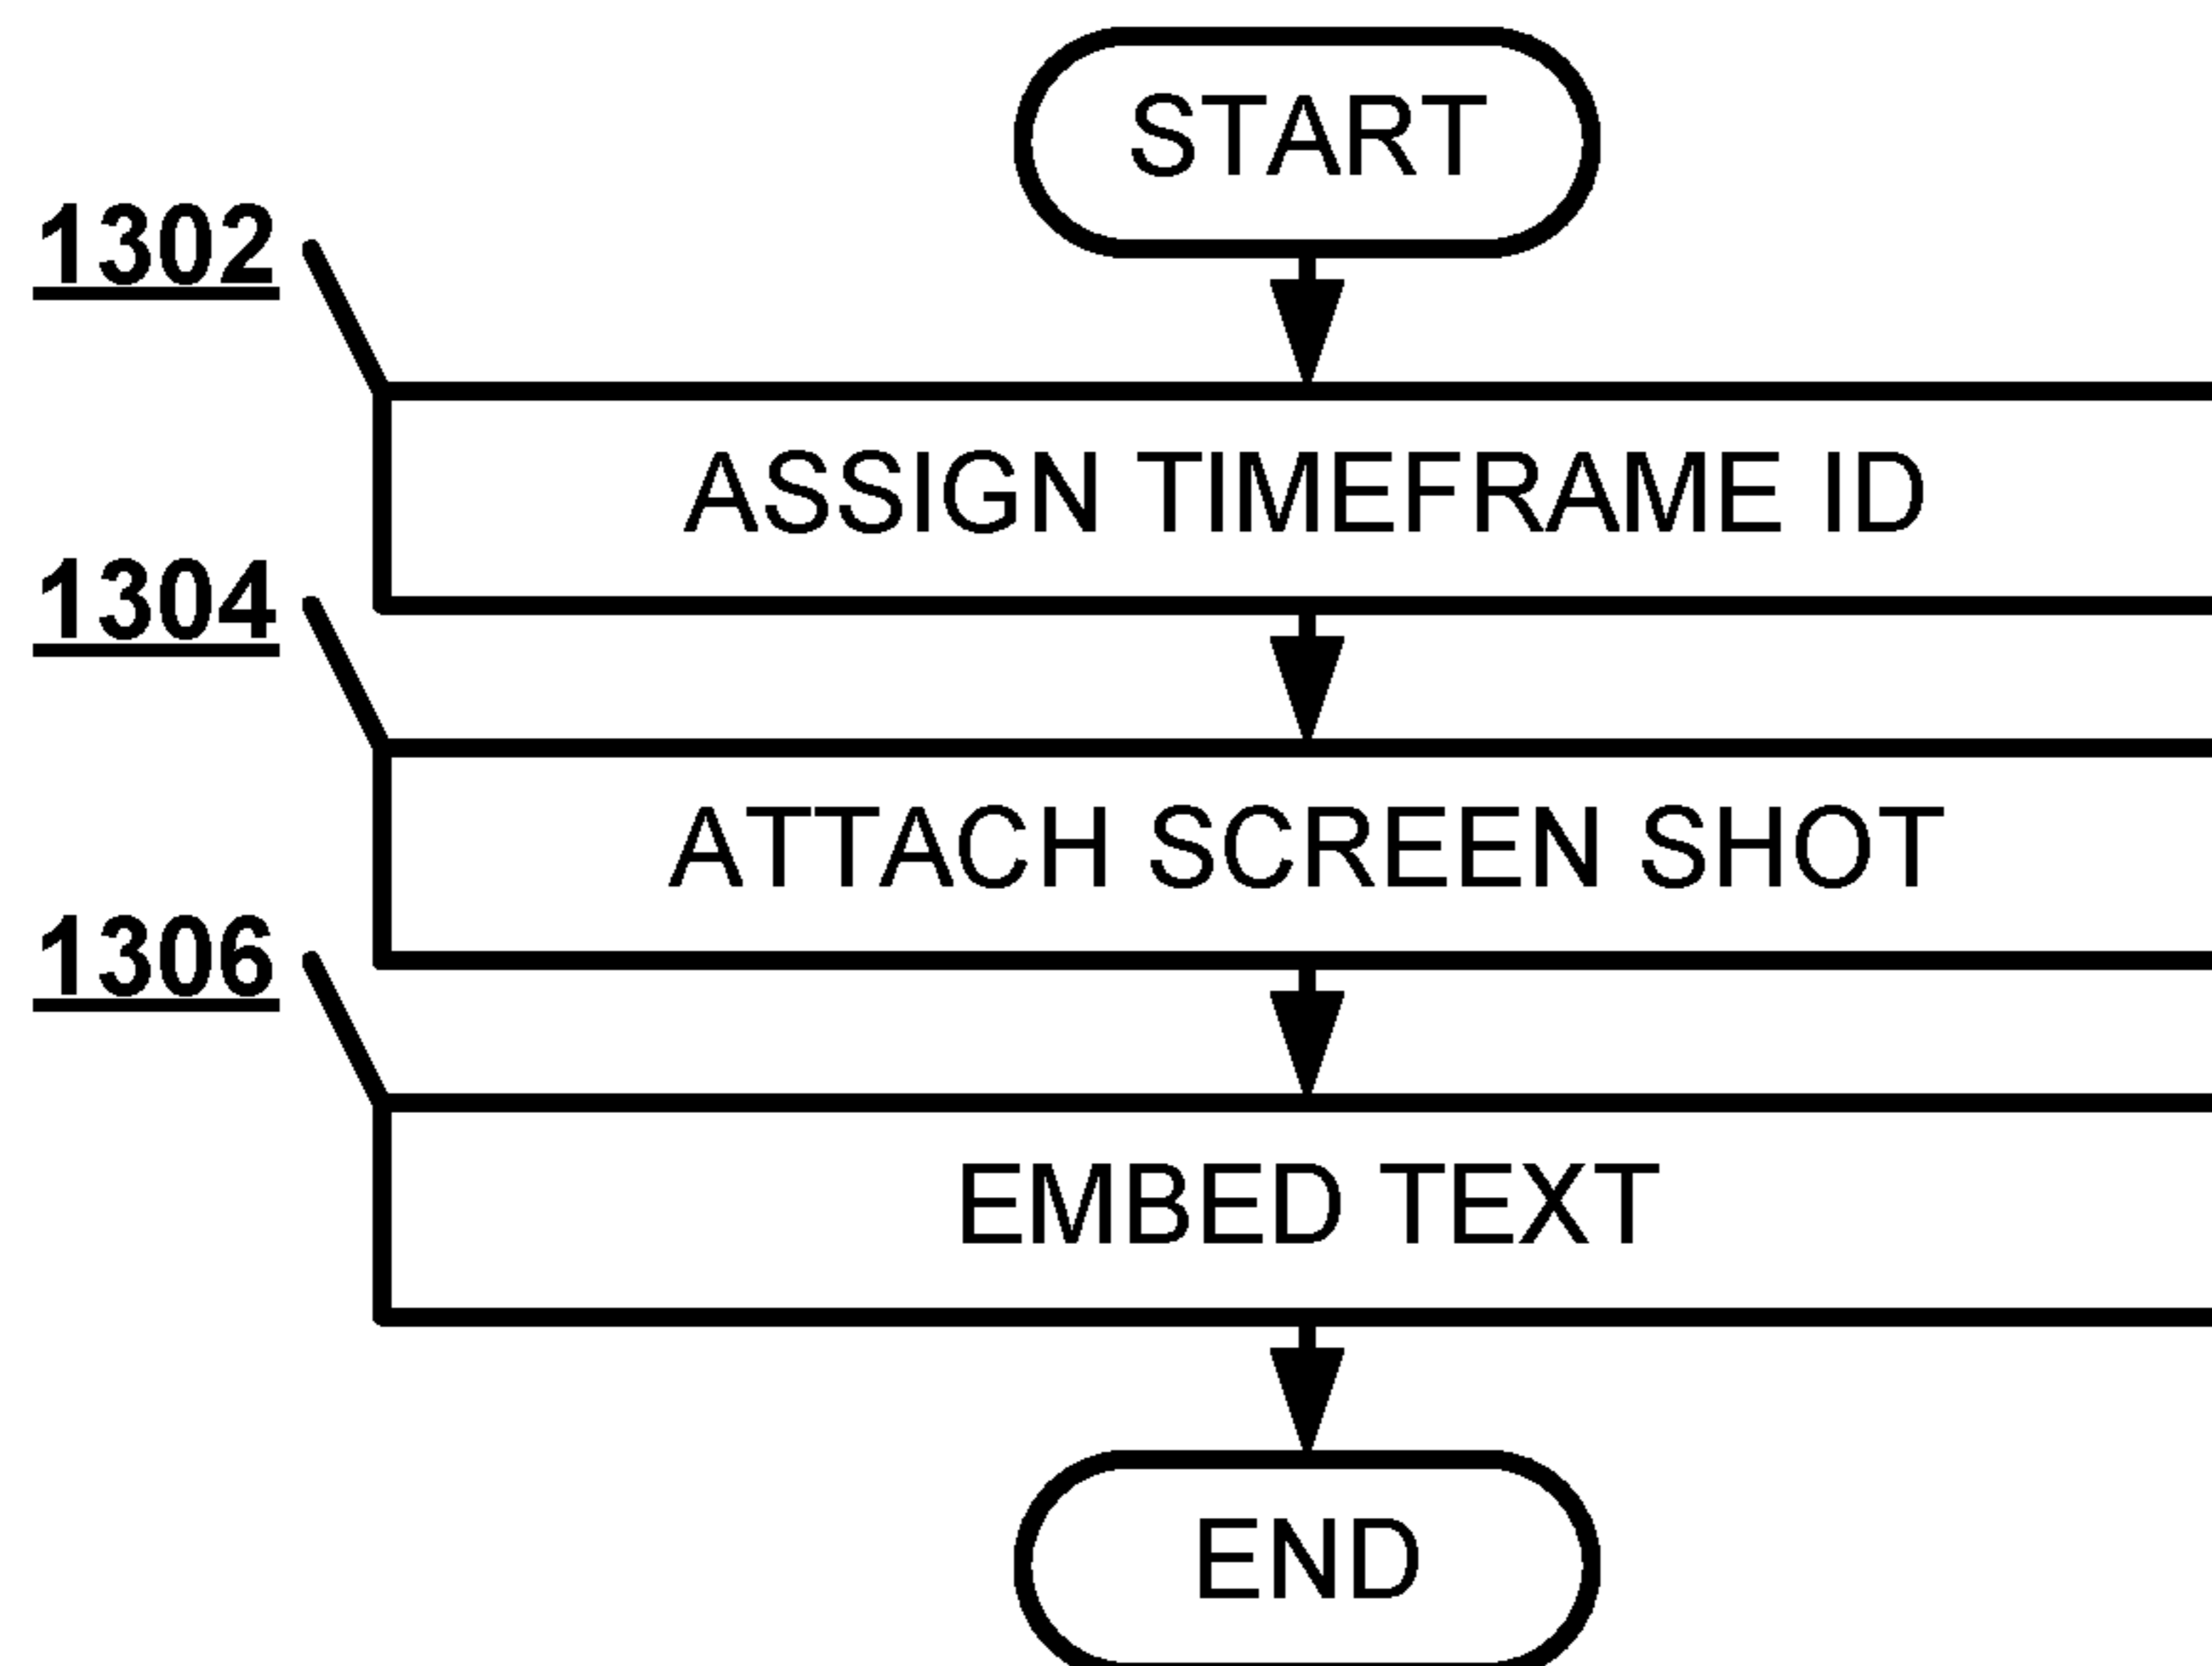 START
1302
ASSIGN TIMEFRAME ID
1304
ATTACH SCREEN SHOT
1306
EMBED TEXT
END